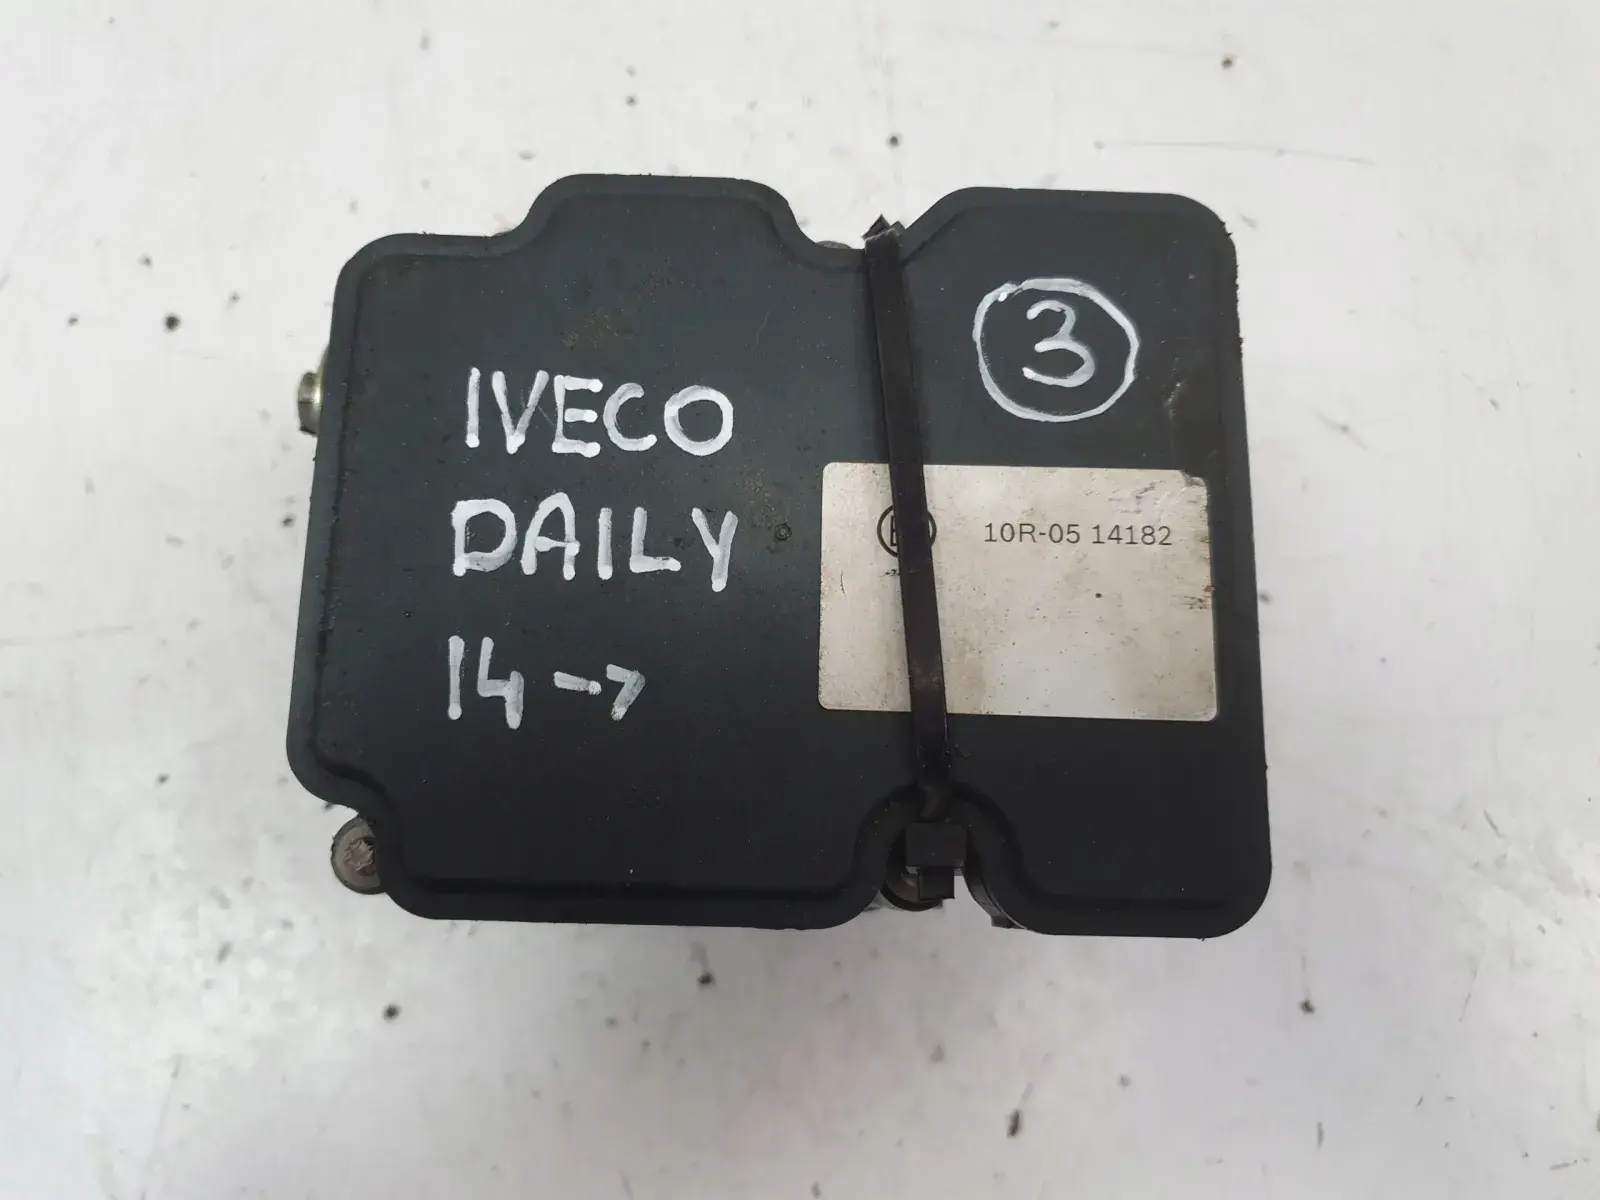 IVECO
DAILY
14->
3
10R-05 14182